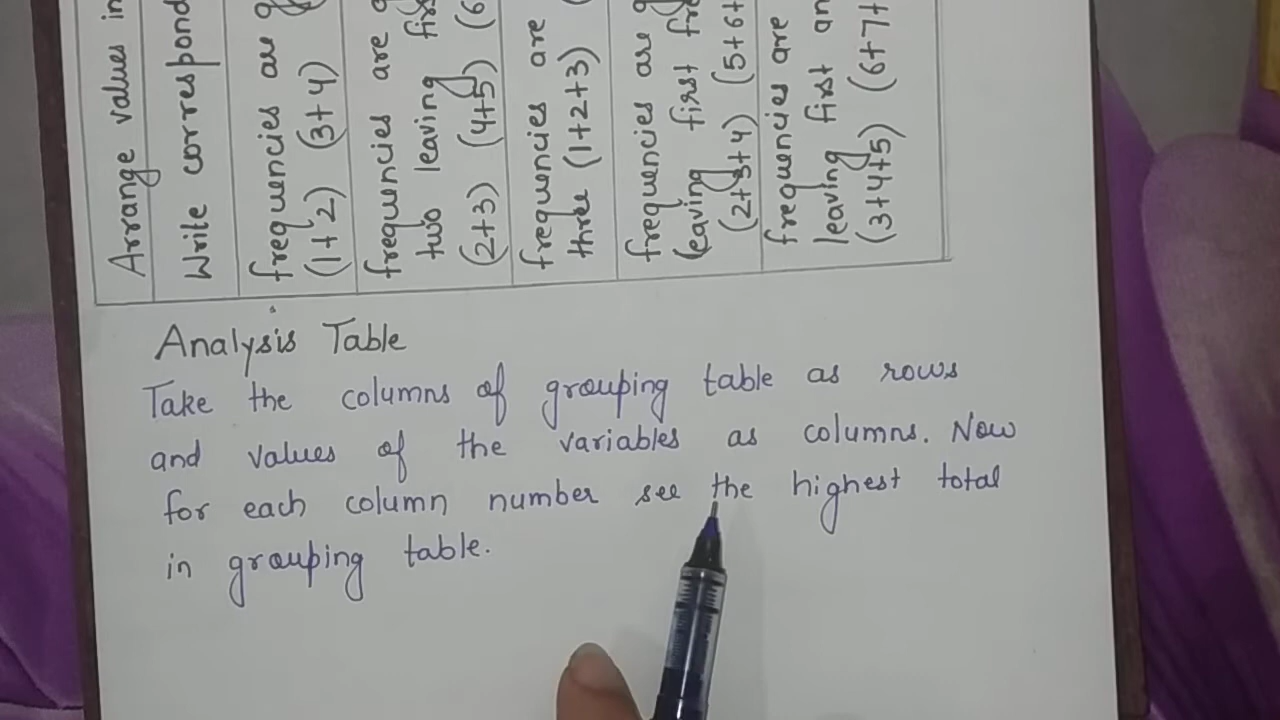 Arrange values in
Write correspond
frequencies are g
(1+2) (3+4)
frequencies are g
two leaving firs
(2+3) (4+5) (6
frequencies are
three (1+2+3) (
frequencies are g
leaving first fre
(2+3+4) (5+6+
frequencies are
leaving first an
(3+4+5) (6+7+
Analysis Table
Take the columns of grouping table as rows
and values of the variables as columns. Now
for each column number see the highest total
in grouping table.